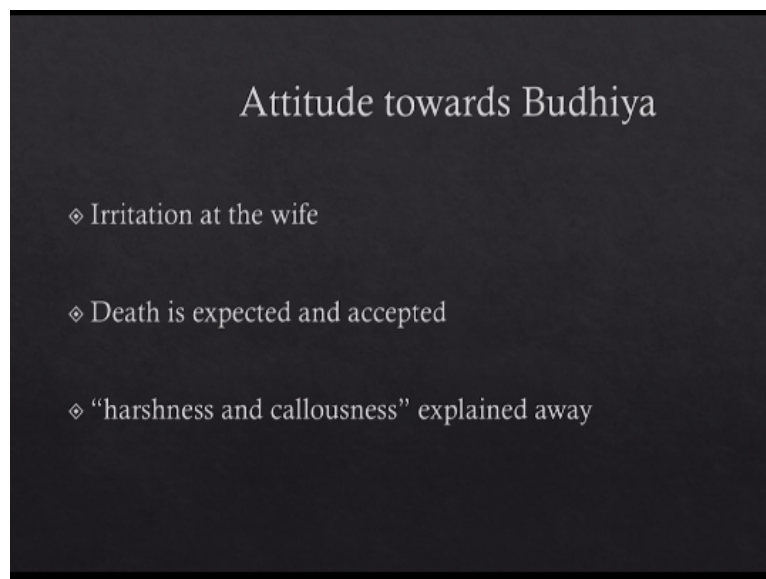 Attitude towards Budhiya
Irritation at the wife
Death is expected and accepted
“harshness and callousness” explained away